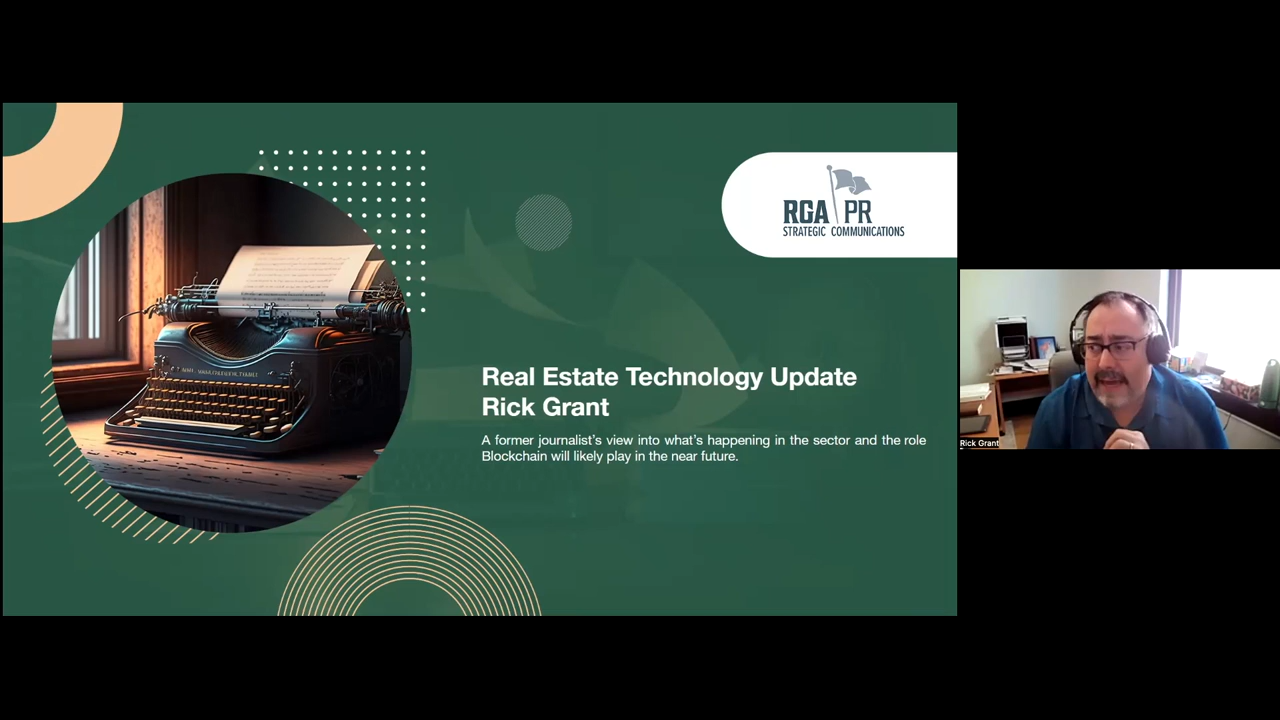 RGA PR
STRATEGIC COMMUNICATIONS
Real Estate Technology Update
Rick Grant
A former journalist's view into what's happening in the sector and the role
Blockchain will likely play in the near future.
Rick Grant